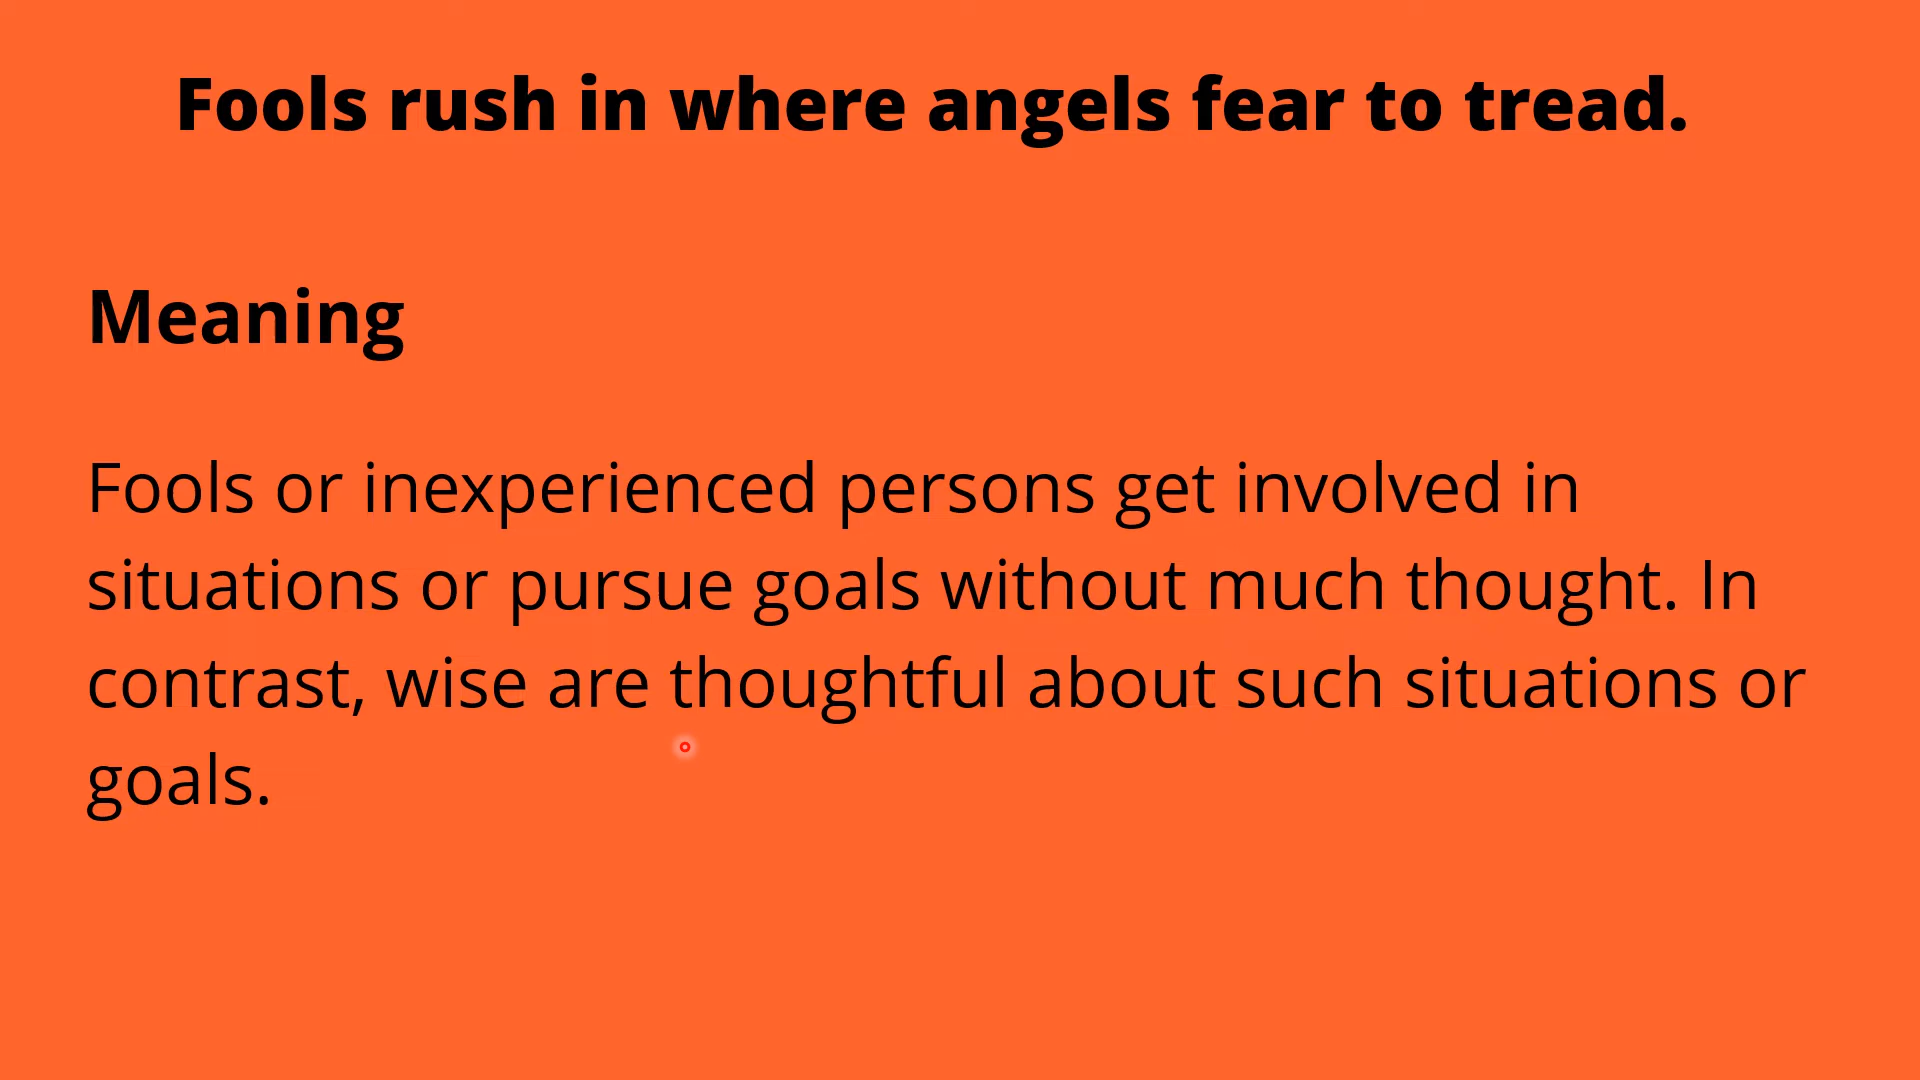 Fools rush in where angels fear to tread.
Meaning
Fools or inexperienced persons get involved in
situations or pursue goals without much thought. In
contrast, wise are thoughtful about such situations or
goals.